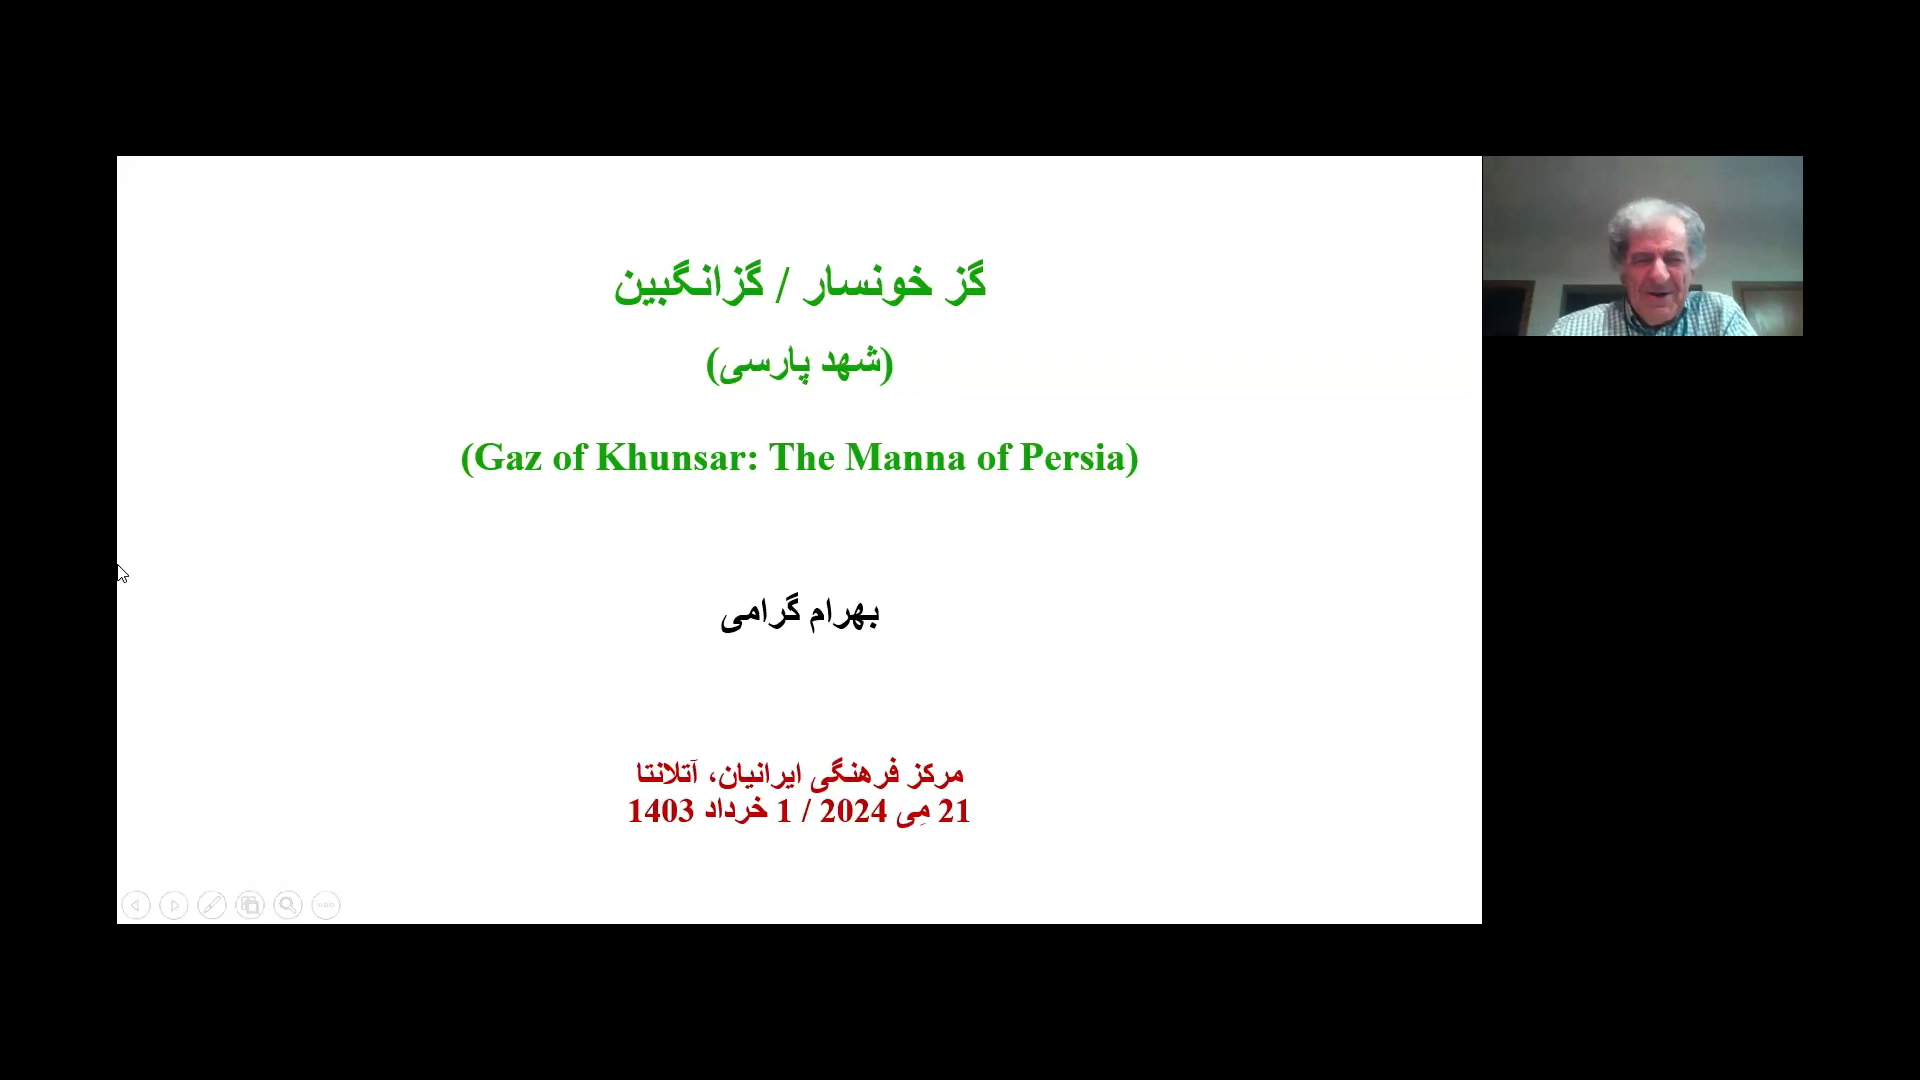 گز خونسار / گزانگبین
(شهد پارسی)
(Gaz of Khunsar: The Manna of Persia)
بهرام گرامی
مرکز فرهنگی ایرانیان، آتلانتا
21 مِی 2024 / 1 خرداد 1403